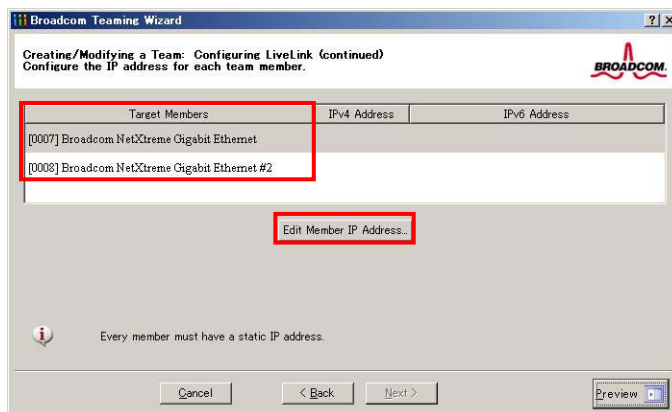 Broadcom Teaming Wizard
Creating/Modifying a Team: Configuring LiveLink (continued)
Configure the IP address for each team member.
BROADCOM.
Target Members IPv4 Address IPv6 Address
[0007] Broadcom NetXtreme Gigabit Ethernet
[0008] Broadcom NetXtreme Gigabit Ethernet #2
Edit Member IP Address...
Every member must have a static IP address.
Cancel < Back Next > Preview